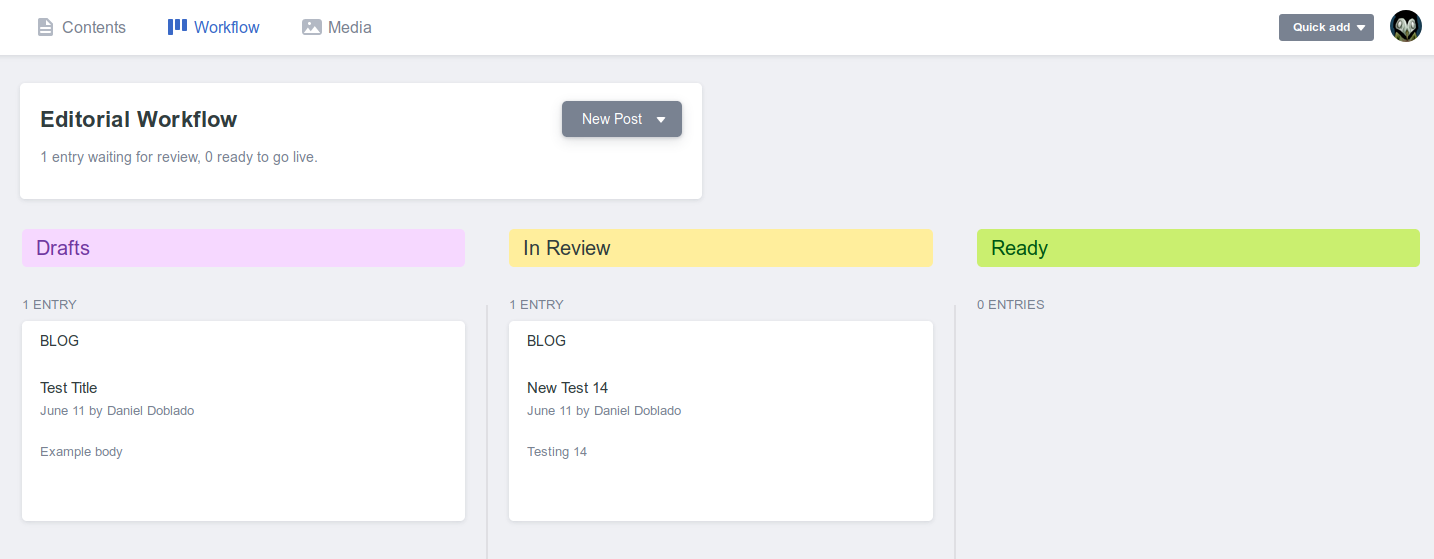 Contents
Workflow
Media
Quick add
Editorial Workflow
New Post
1 entry waiting for review, 0 ready to go live.
Drafts
1 ENTRY
BLOG
Test Title
June 11 by Daniel Doblado
Example body
In Review
1 ENTRY
BLOG
New Test 14
June 11 by Daniel Doblado
Testing 14
Ready
0 ENTRIES